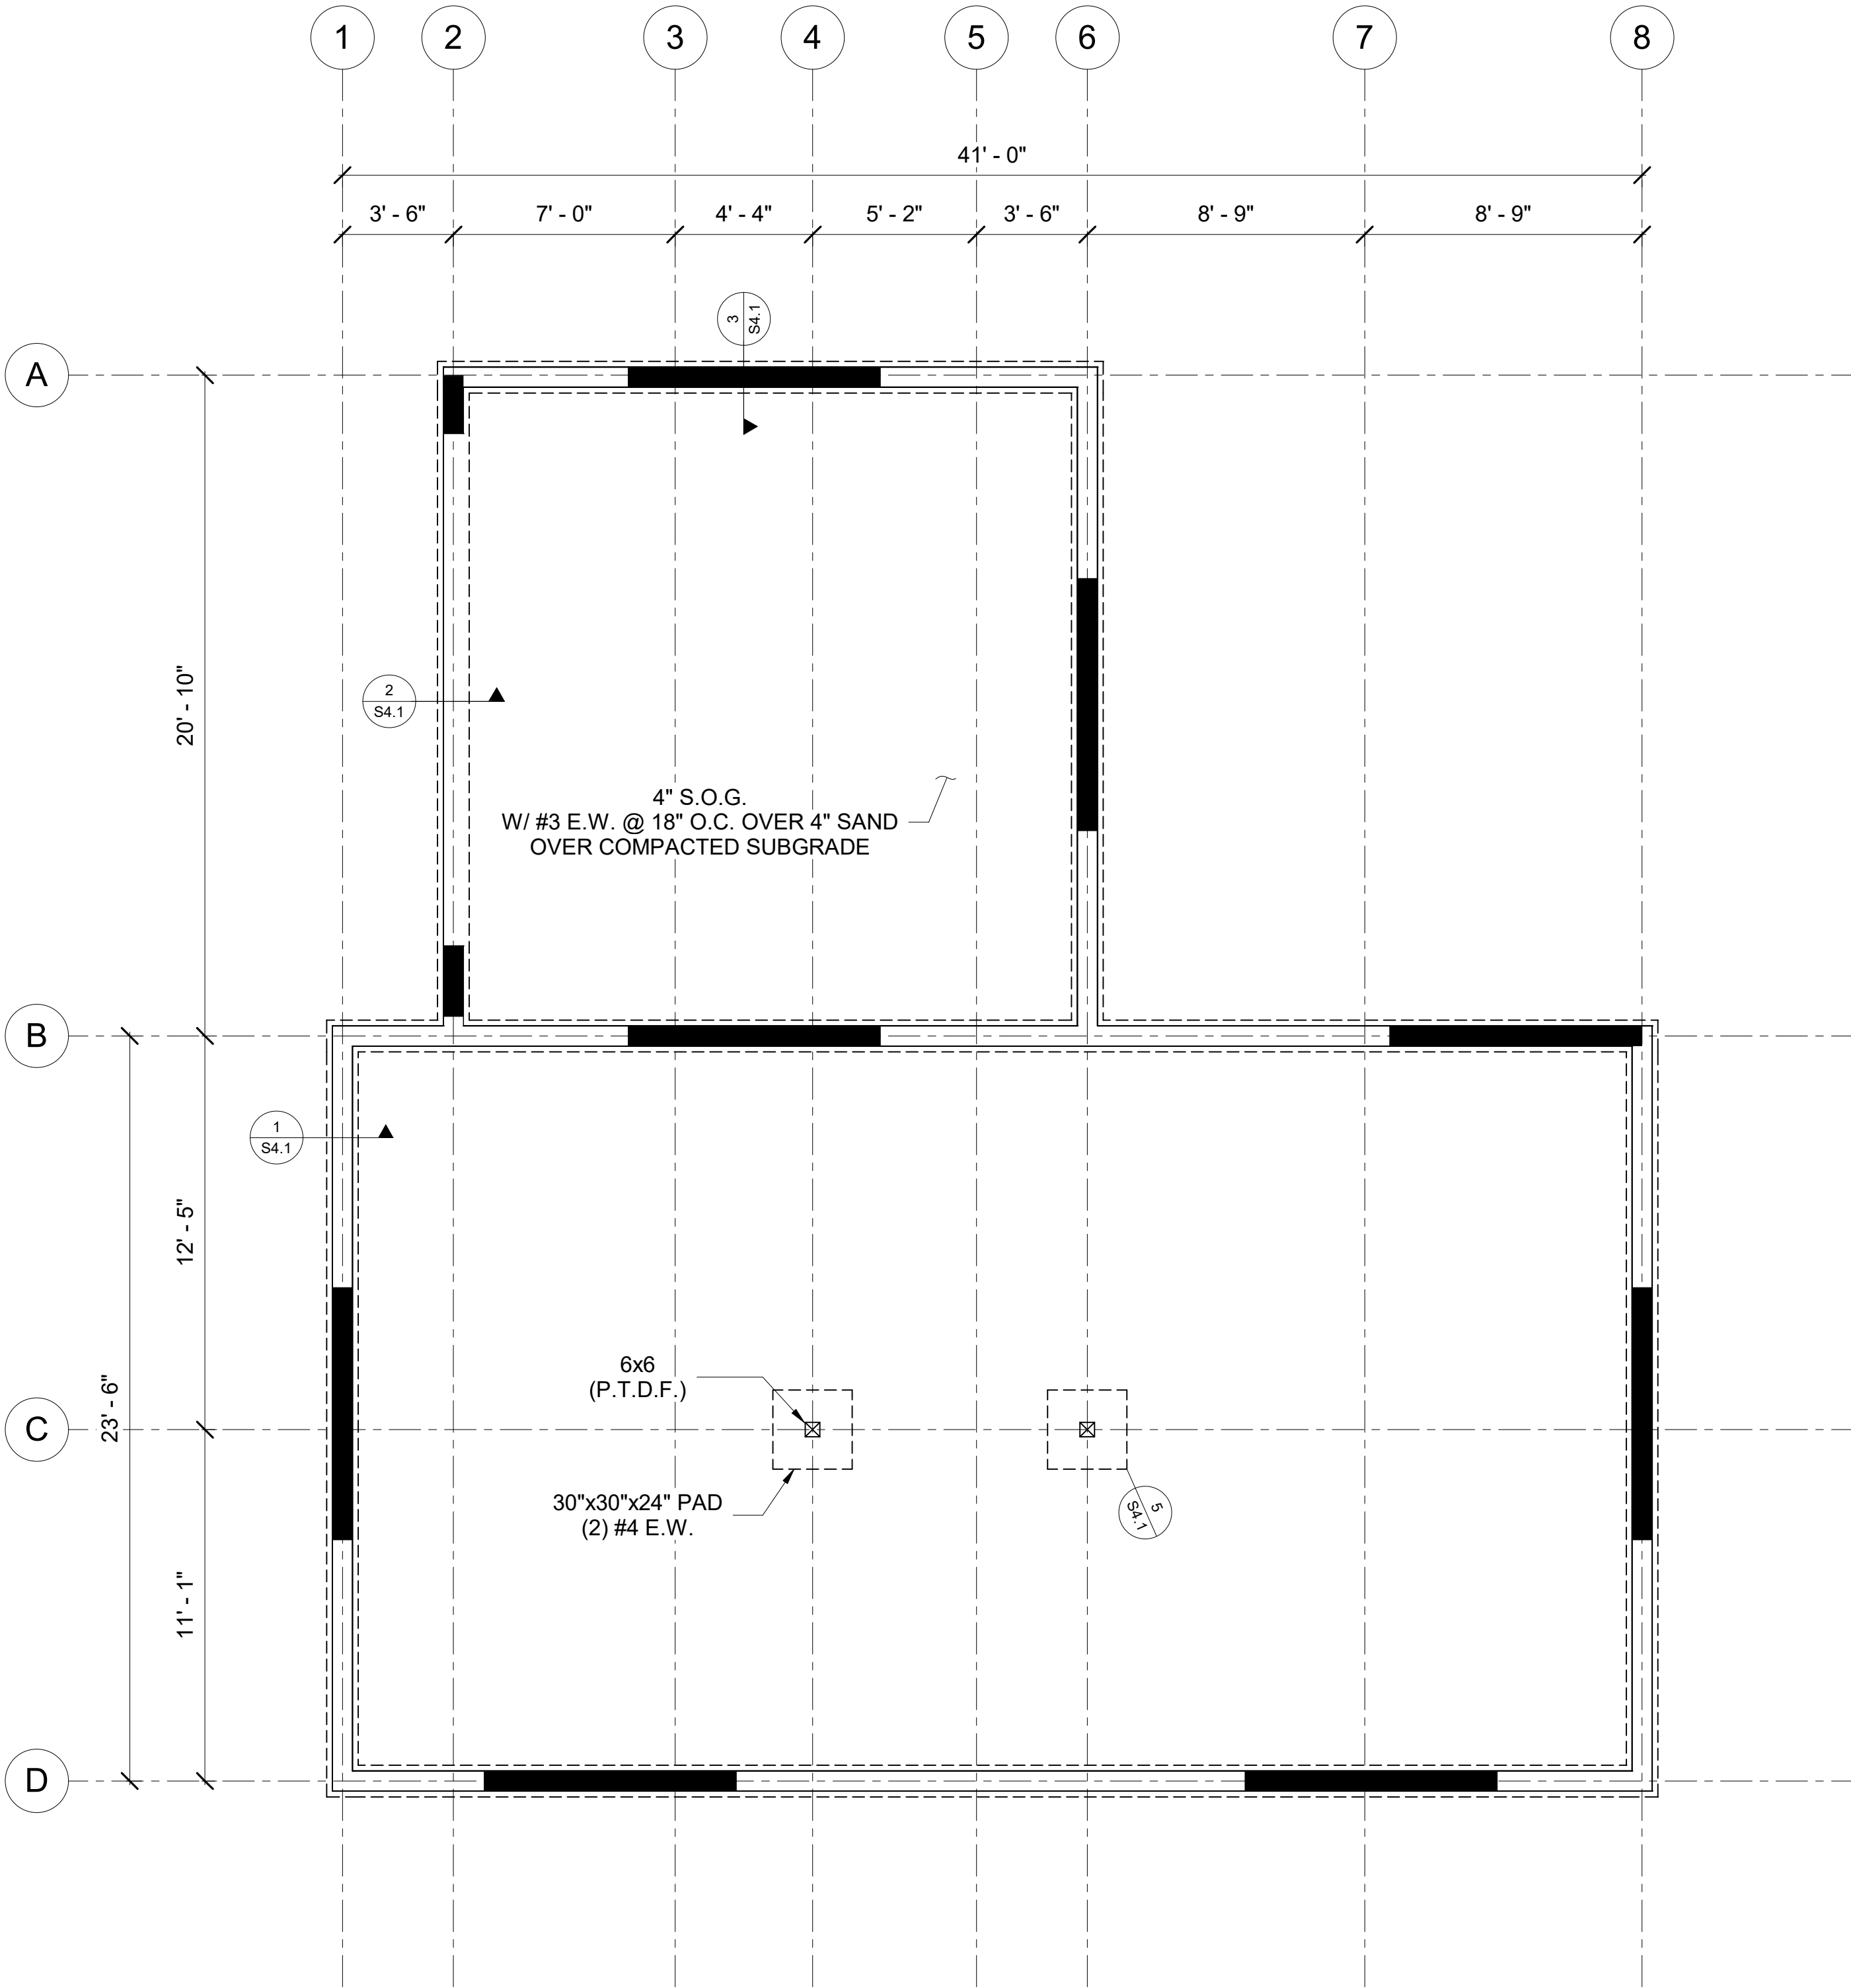 1 2 3 4 5 6 7 8
41' - 0"
3' - 6" 7' - 0" 4' - 4" 5' - 2" 3' - 6" 8' - 9" 8' - 9"
3
S4.1
A
20' - 10"
2
S4.1
4" S.O.G.
W/ #3 E.W. @ 18" O.C. OVER 4" SAND
OVER COMPACTED SUBGRADE
B
1
S4.1
12' - 5"
23' - 6"
6x6
(P.T.D.F.)
C
30"x30"x24" PAD
(2) #4 E.W.
5
S4.1
11' - 1"
D